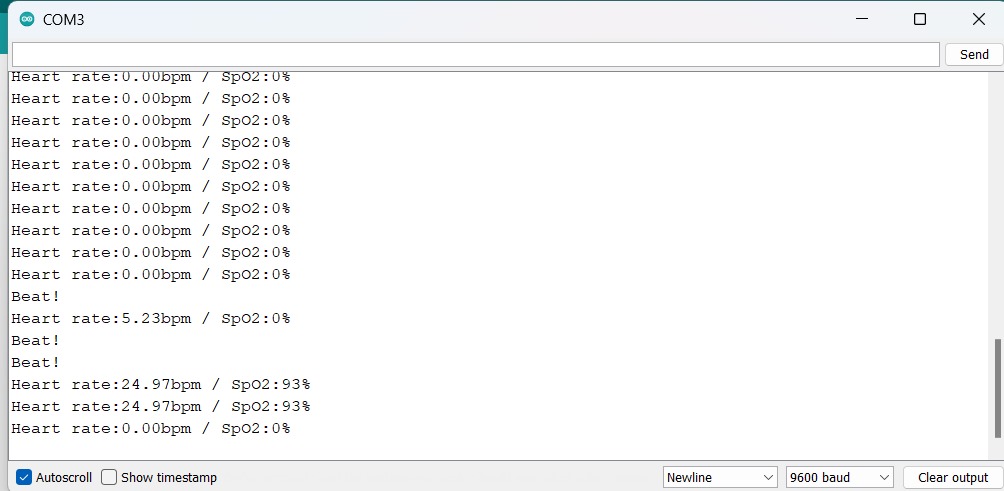 COM3
Send
Heart rate:0.00bpm / SpO2:0%
Heart rate:0.00bpm / SpO2:0%
Heart rate:0.00bpm / SpO2:0%
Heart rate:0.00bpm / SpO2:0%
Heart rate:0.00bpm / SpO2:0%
Heart rate:0.00bpm / SpO2:0%
Heart rate:0.00bpm / SpO2:0%
Heart rate:0.00bpm / SpO2:0%
Heart rate:0.00bpm / SpO2:0%
Heart rate:0.00bpm / SpO2:0%
Beat!
Heart rate:5.23bpm / SpO2:0%
Beat!
Beat!
Heart rate:24.97bpm / SpO2:93%
Heart rate:24.97bpm / SpO2:93%
Heart rate:0.00bpm / SpO2:0%
Autoscroll Show timestamp Newline 9600 baud Clear output